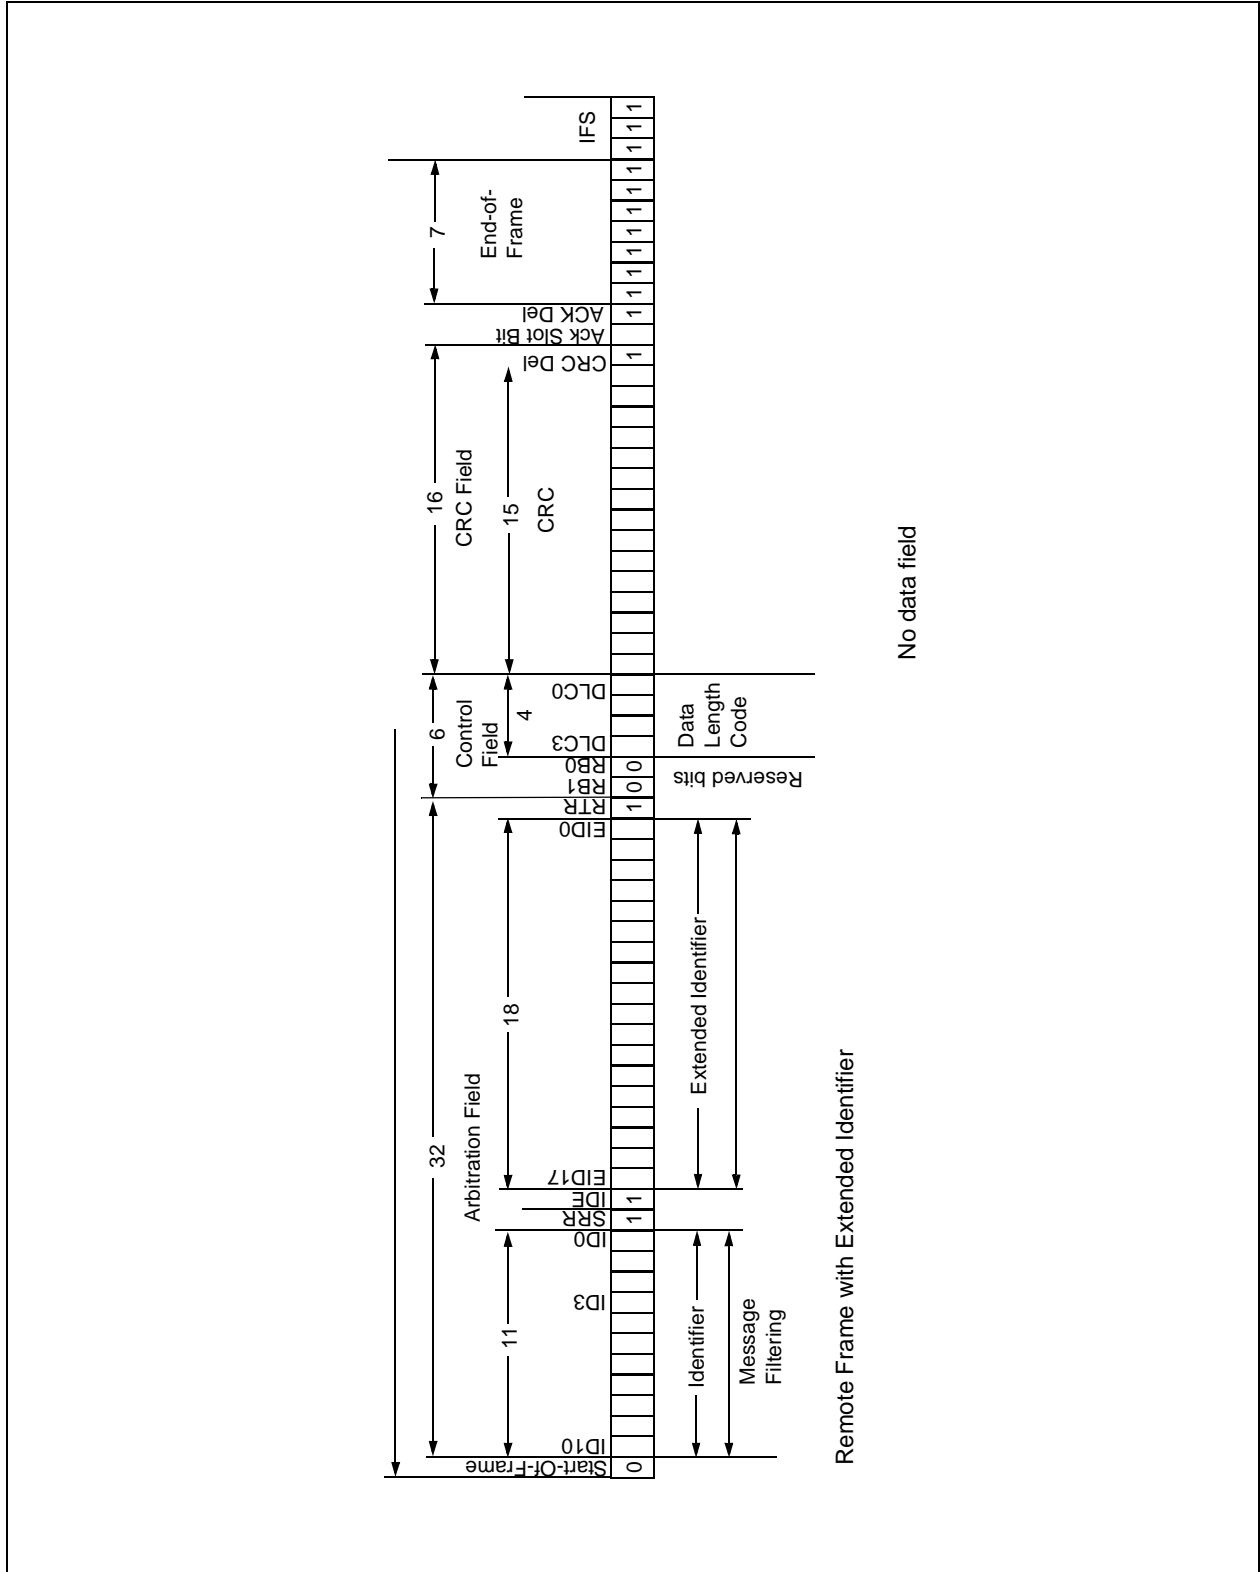 32
6
16
7
Arbitration Field
Control
Field
CRC Field
End-of-
Frame
IFS
11
18
4
15
CRC
Start-Of-Frame
ID10
ID3
ID0
SRR
IDE
EID17
EID0
RTR
RB1
RB0
DLC3
DLC0
CRC Del
Ack Slot Bit
ACK Del
0
1
1
1
0
0
1
1
1
1
1
1
1
1
1
1
1
1
Identifier
Extended Identifier
Reserved bits
Data
Length
Code
Message
Filtering
Remote Frame with Extended Identifier
No data field